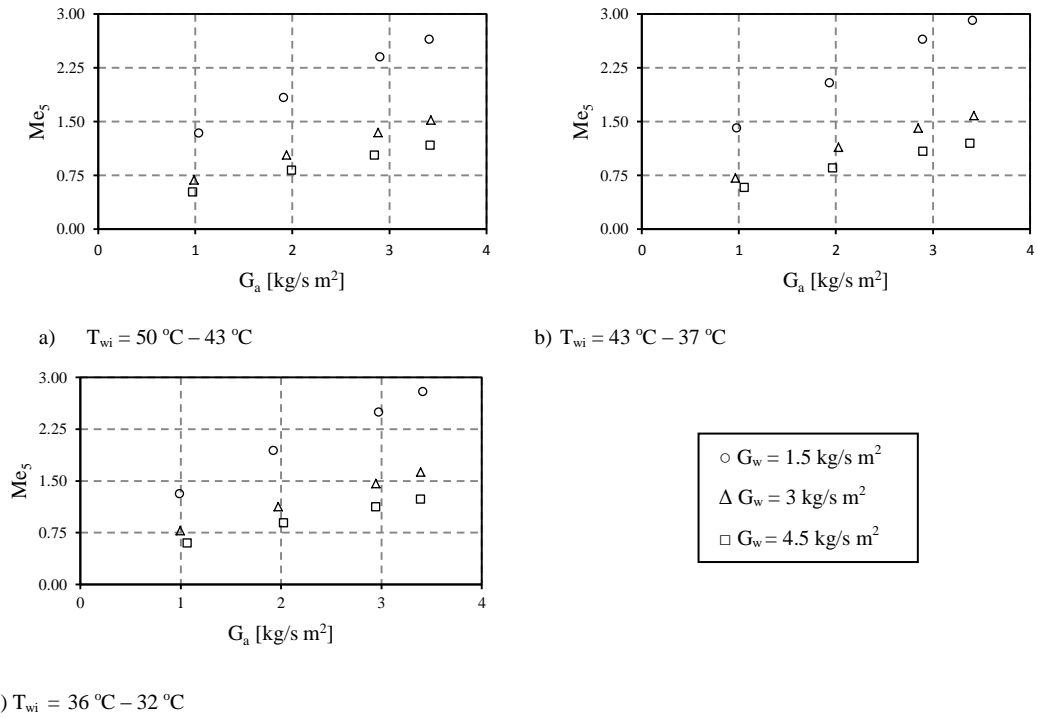 3.00
2.25
1.50
0.75
0.00
Me5
0 1 2 3 4
Ga [kg/s m2]
a) Twi = 50 oC – 43 oC
3.00
2.25
1.50
0.75
0.00
Me5
0 1 2 3 4
Ga [kg/s m2]
b) Twi = 43 oC – 37 oC
3.00
2.25
1.50
0.75
0.00
Me5
0 1 2 3 4
Ga [kg/s m2]
) Twi = 36 oC – 32 oC
○ Gw = 1.5 kg/s m2
Δ Gw = 3 kg/s m2
□ Gw = 4.5 kg/s m2